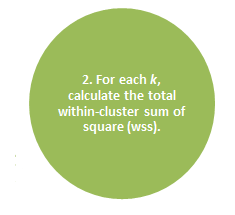 2. For each k,
calculate the total
within-cluster sum of
square (wss).